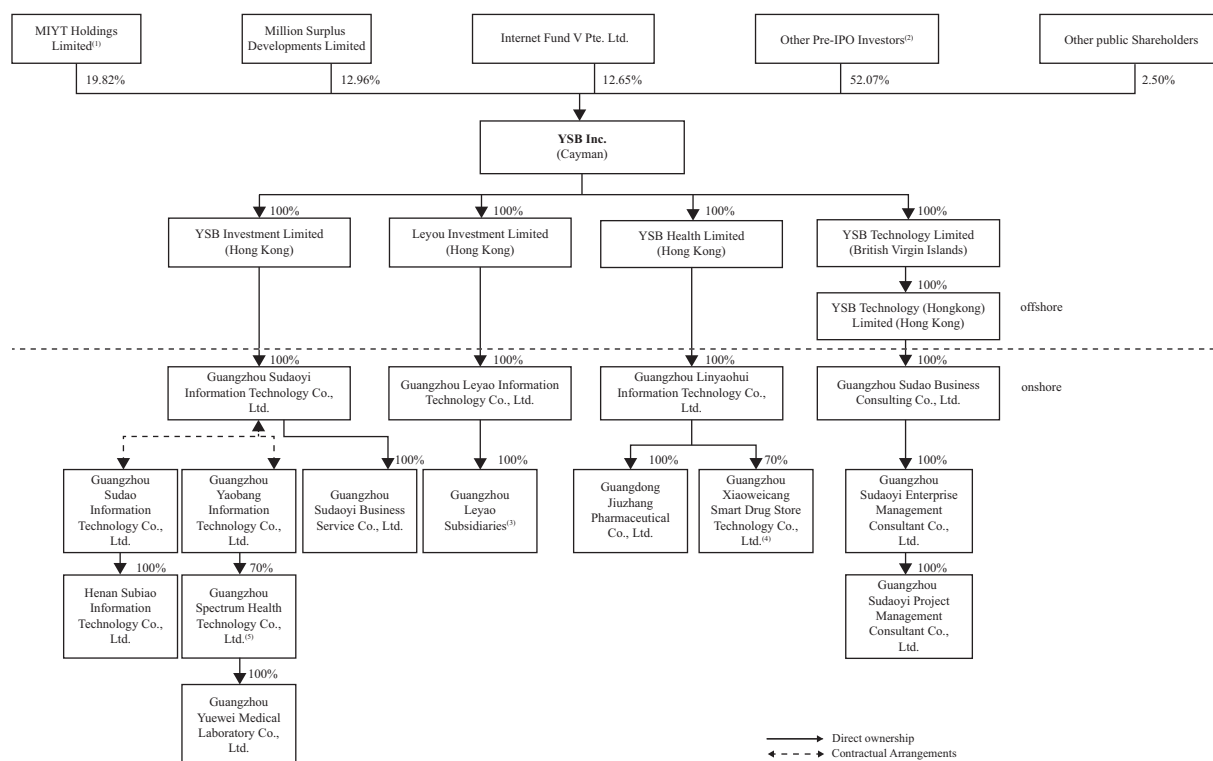 MIYT Holdings
Limited(1)
Million Surplus
Developments Limited
Internet Fund V Pte. Ltd.
Other Pre-IPO Investors(2)
Other public Shareholders
19.82%
12.96%
12.65%
52.07%
2.50%
YSB Inc.
(Cayman)
100%
100%
100%
100%
YSB Investment Limited
(Hong Kong)
Leyou Investment Limited
(Hong Kong)
YSB Health Limited
(Hong Kong)
YSB Technology Limited
(British Virgin Islands)
100%
YSB Technology (Hongkong)
Limited (Hong Kong)
offshore
100%
100%
100%
100%
Guangzhou Sudaoyi
Information Technology Co.,
Ltd.
Guangzhou Leyao Information
Technology Co., Ltd.
Guangzhou Linyaohui
Information Technology Co.,
Ltd.
Guangzhou Sudao Business
Consulting Co., Ltd.
onshore
100%
100%
100%
70%
100%
Guangzhou
Sudao
Information
Technology Co.,
Ltd.
Guangzhou
Yaobang
Information
Technology Co.,
Ltd.
Guangzhou
Sudaoyi Business
Service Co., Ltd.
Guangzhou
Leyao
Subsidiaries(3)
Guangdong
Jiuzhang
Pharmaceutical
Co., Ltd.
Guangzhou
Xiaoweicang
Smart Drug Store
Technology Co.,
Ltd.(4)
Guangzhou
Sudaoyi Enterprise
Management
Consultant Co.,
Ltd.
100%
70%
100%
Henan Subiao
Information
Technology Co.,
Ltd.
Guangzhou
Spectrum Health
Technology Co.,
Ltd.(5)
Guangzhou
Sudaoyi Project
Management
Consultant Co.,
Ltd.
100%
Guangzhou
Yuewei Medical
Laboratory Co.,
Ltd.
Direct ownership
Contractual Arrangements